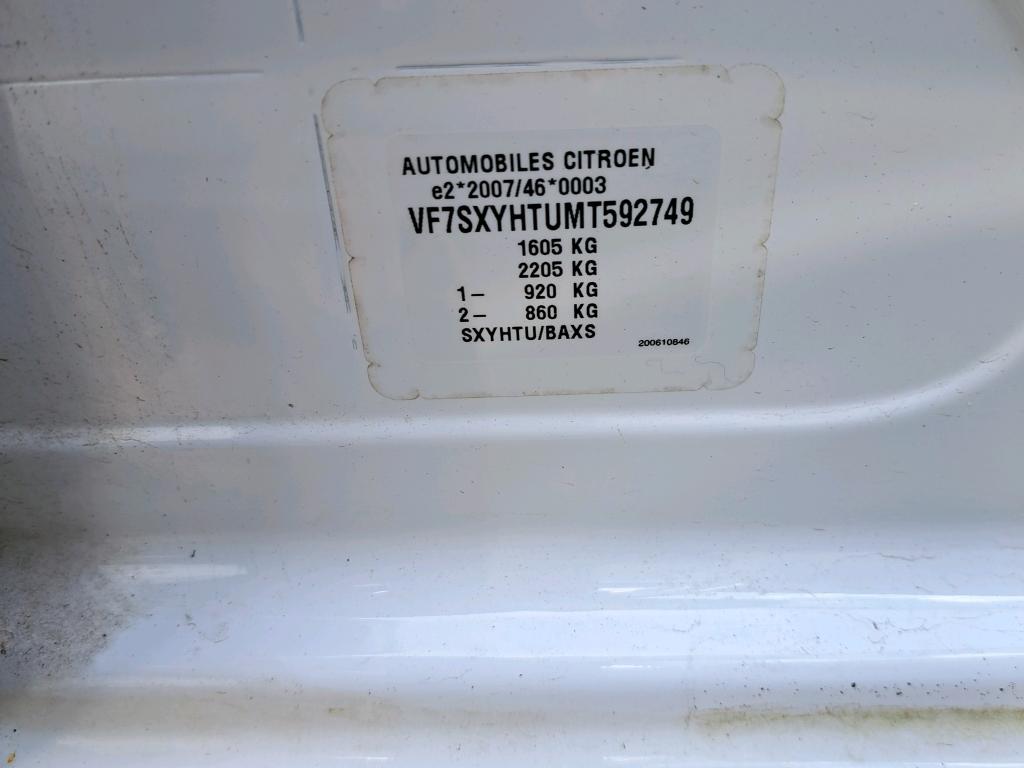 AUTOMOBILES CITROEN
e2*2007/46*0003
VF7SXYHTUMT592749
1605 KG
2205 KG
1– 920 KG
2– 860 KG
SXYHTU/BAXS
200610846